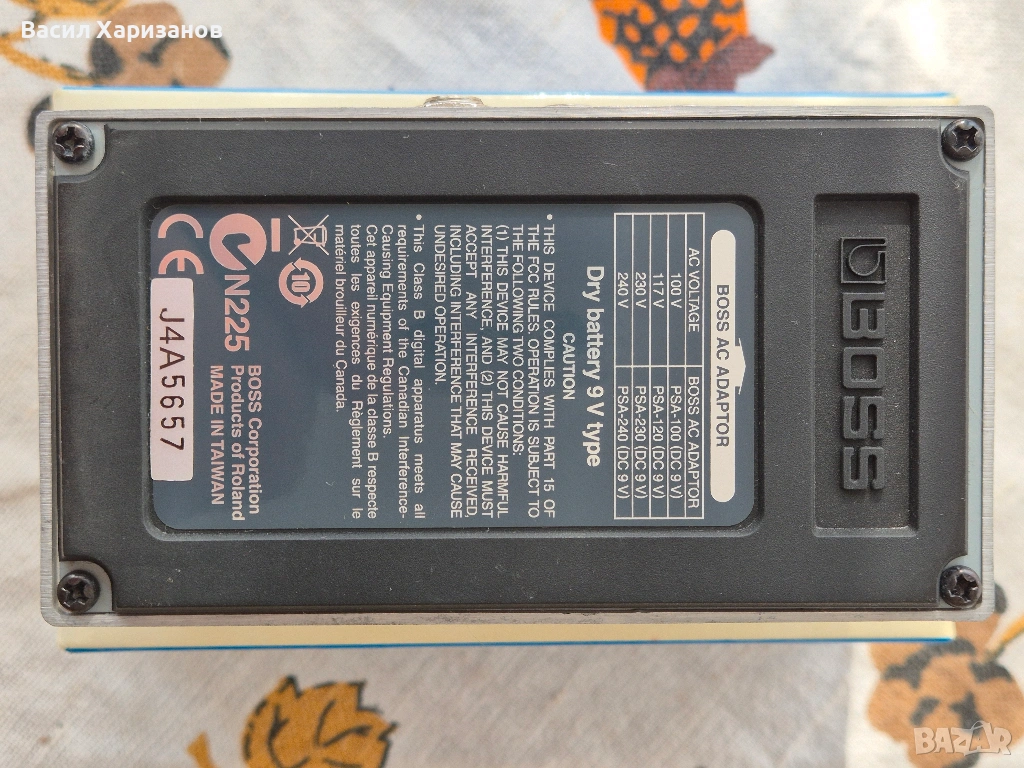 Васил Харизанов
BOSS
BOSS AC ADAPTOR
AC VOLTAGE BOSS AC ADAPTOR
100 V PSA-100 (DC 9 V)
117 V PSA-120 (DC 9 V)
230 V PSA-230 (DC 9 V)
240 V PSA-240 (DC 9 V)
Dry battery 9 V type
CAUTION
• THIS DEVICE COMPLIES WITH PART 15 OF
THE FCC RULES. OPERATION IS SUBJECT TO
THE FOLLOWING TWO CONDITIONS:
(1) THIS DEVICE MAY NOT CAUSE HARMFUL
INTERFERENCE, AND (2) THIS DEVICE MUST
ACCEPT ANY INTERFERENCE RECEIVED,
INCLUDING INTERFERENCE THAT MAY CAUSE
UNDESIRED OPERATION.
• This Class B digital apparatus meets all
requirements of the Canadian Interference-
Causing Equipment Regulations.
Cet appareil numérique de la classe B respecte
toutes les exigences du Règlement sur le
matériel brouilleur du Canada.
10
N225
BOSS Corporation
Products of Roland
MADE IN TAIWAN
CE
J4A5657
BAZAR